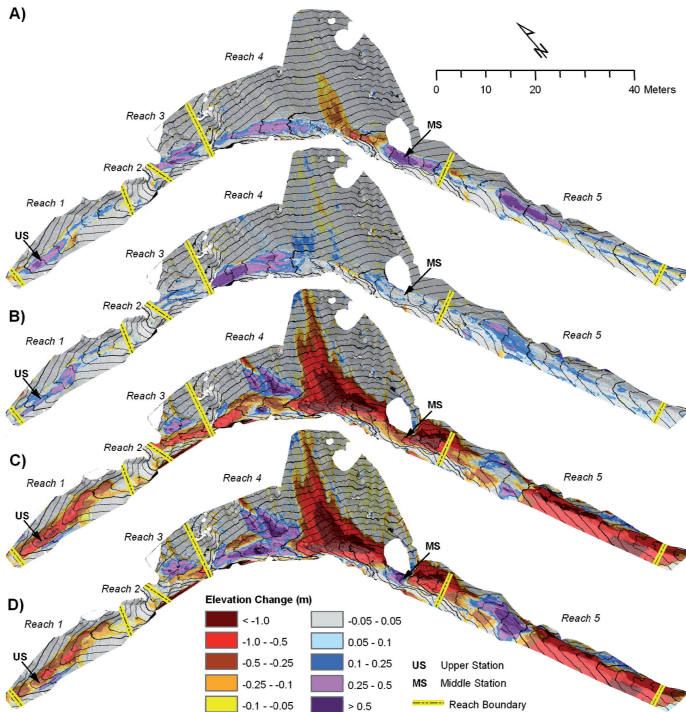 A)
Reach 4
N
0 10 20 40 Meters
Reach 3
MS
Reach 2
Reach 1
Reach 4
Reach 5
US
Reach 3
MS
Reach 2
B)
Reach 1
Reach 4
Reach 5
US
Reach 3
MS
Reach 2
C)
Reach 1
Reach 4
Reach 5
US
Reach 3
MS
Reach 2
D)
Reach 1
Reach 5
US
Elevation Change (m)
< -1.0 -0.05 - 0.05
-1.0 - -0.5 0.05 - 0.1
-0.5 - -0.25 0.1 - 0.25
-0.25 - -0.1 0.25 - 0.5
-0.1 - -0.05 > 0.5
US Upper Station
MS Middle Station
Reach Boundary